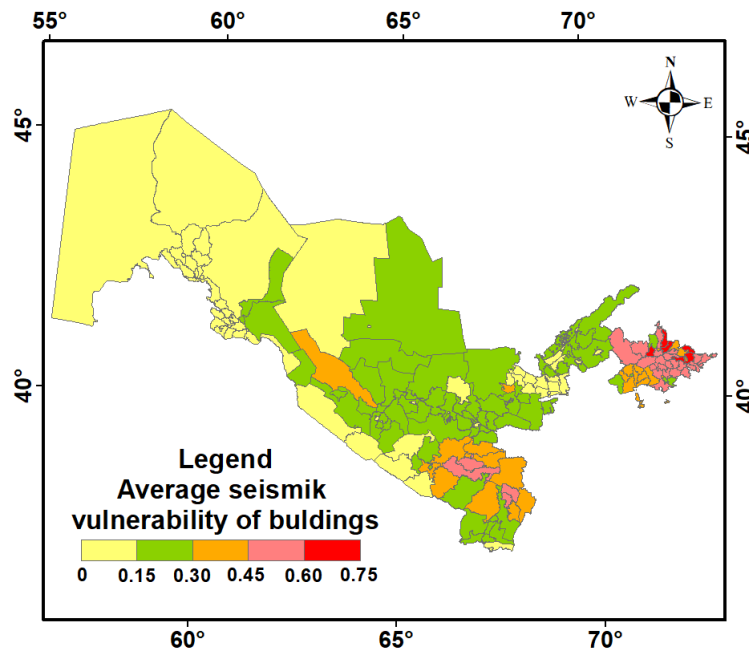 55° 60° 65° 70°
N
W E
S
45° 45°
40° 40°
Legend
Average seismik
vulnerability of buldings
0 0.15 0.30 0.45 0.60 0.75
60° 65° 70°